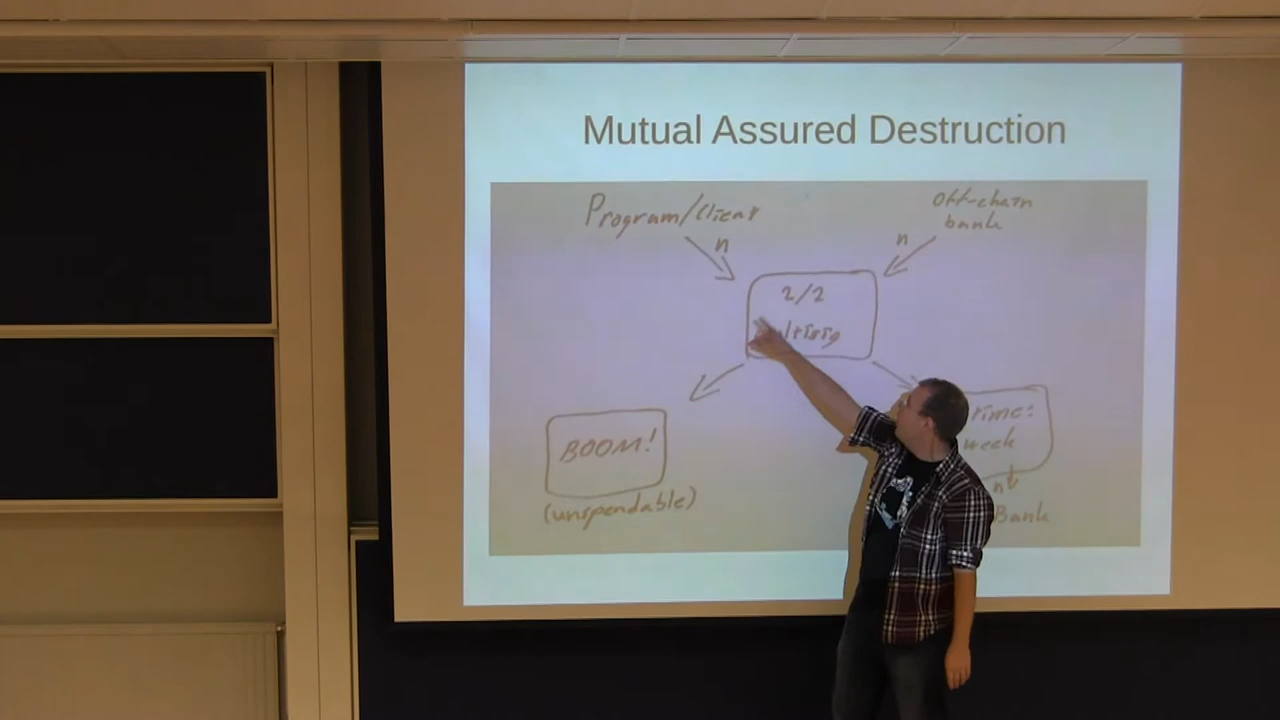 Mutual Assured Destruction
Program/Client
Off-chain
bank
n
n
2/2
BOOM!
(unspendable)
week
n
Bank